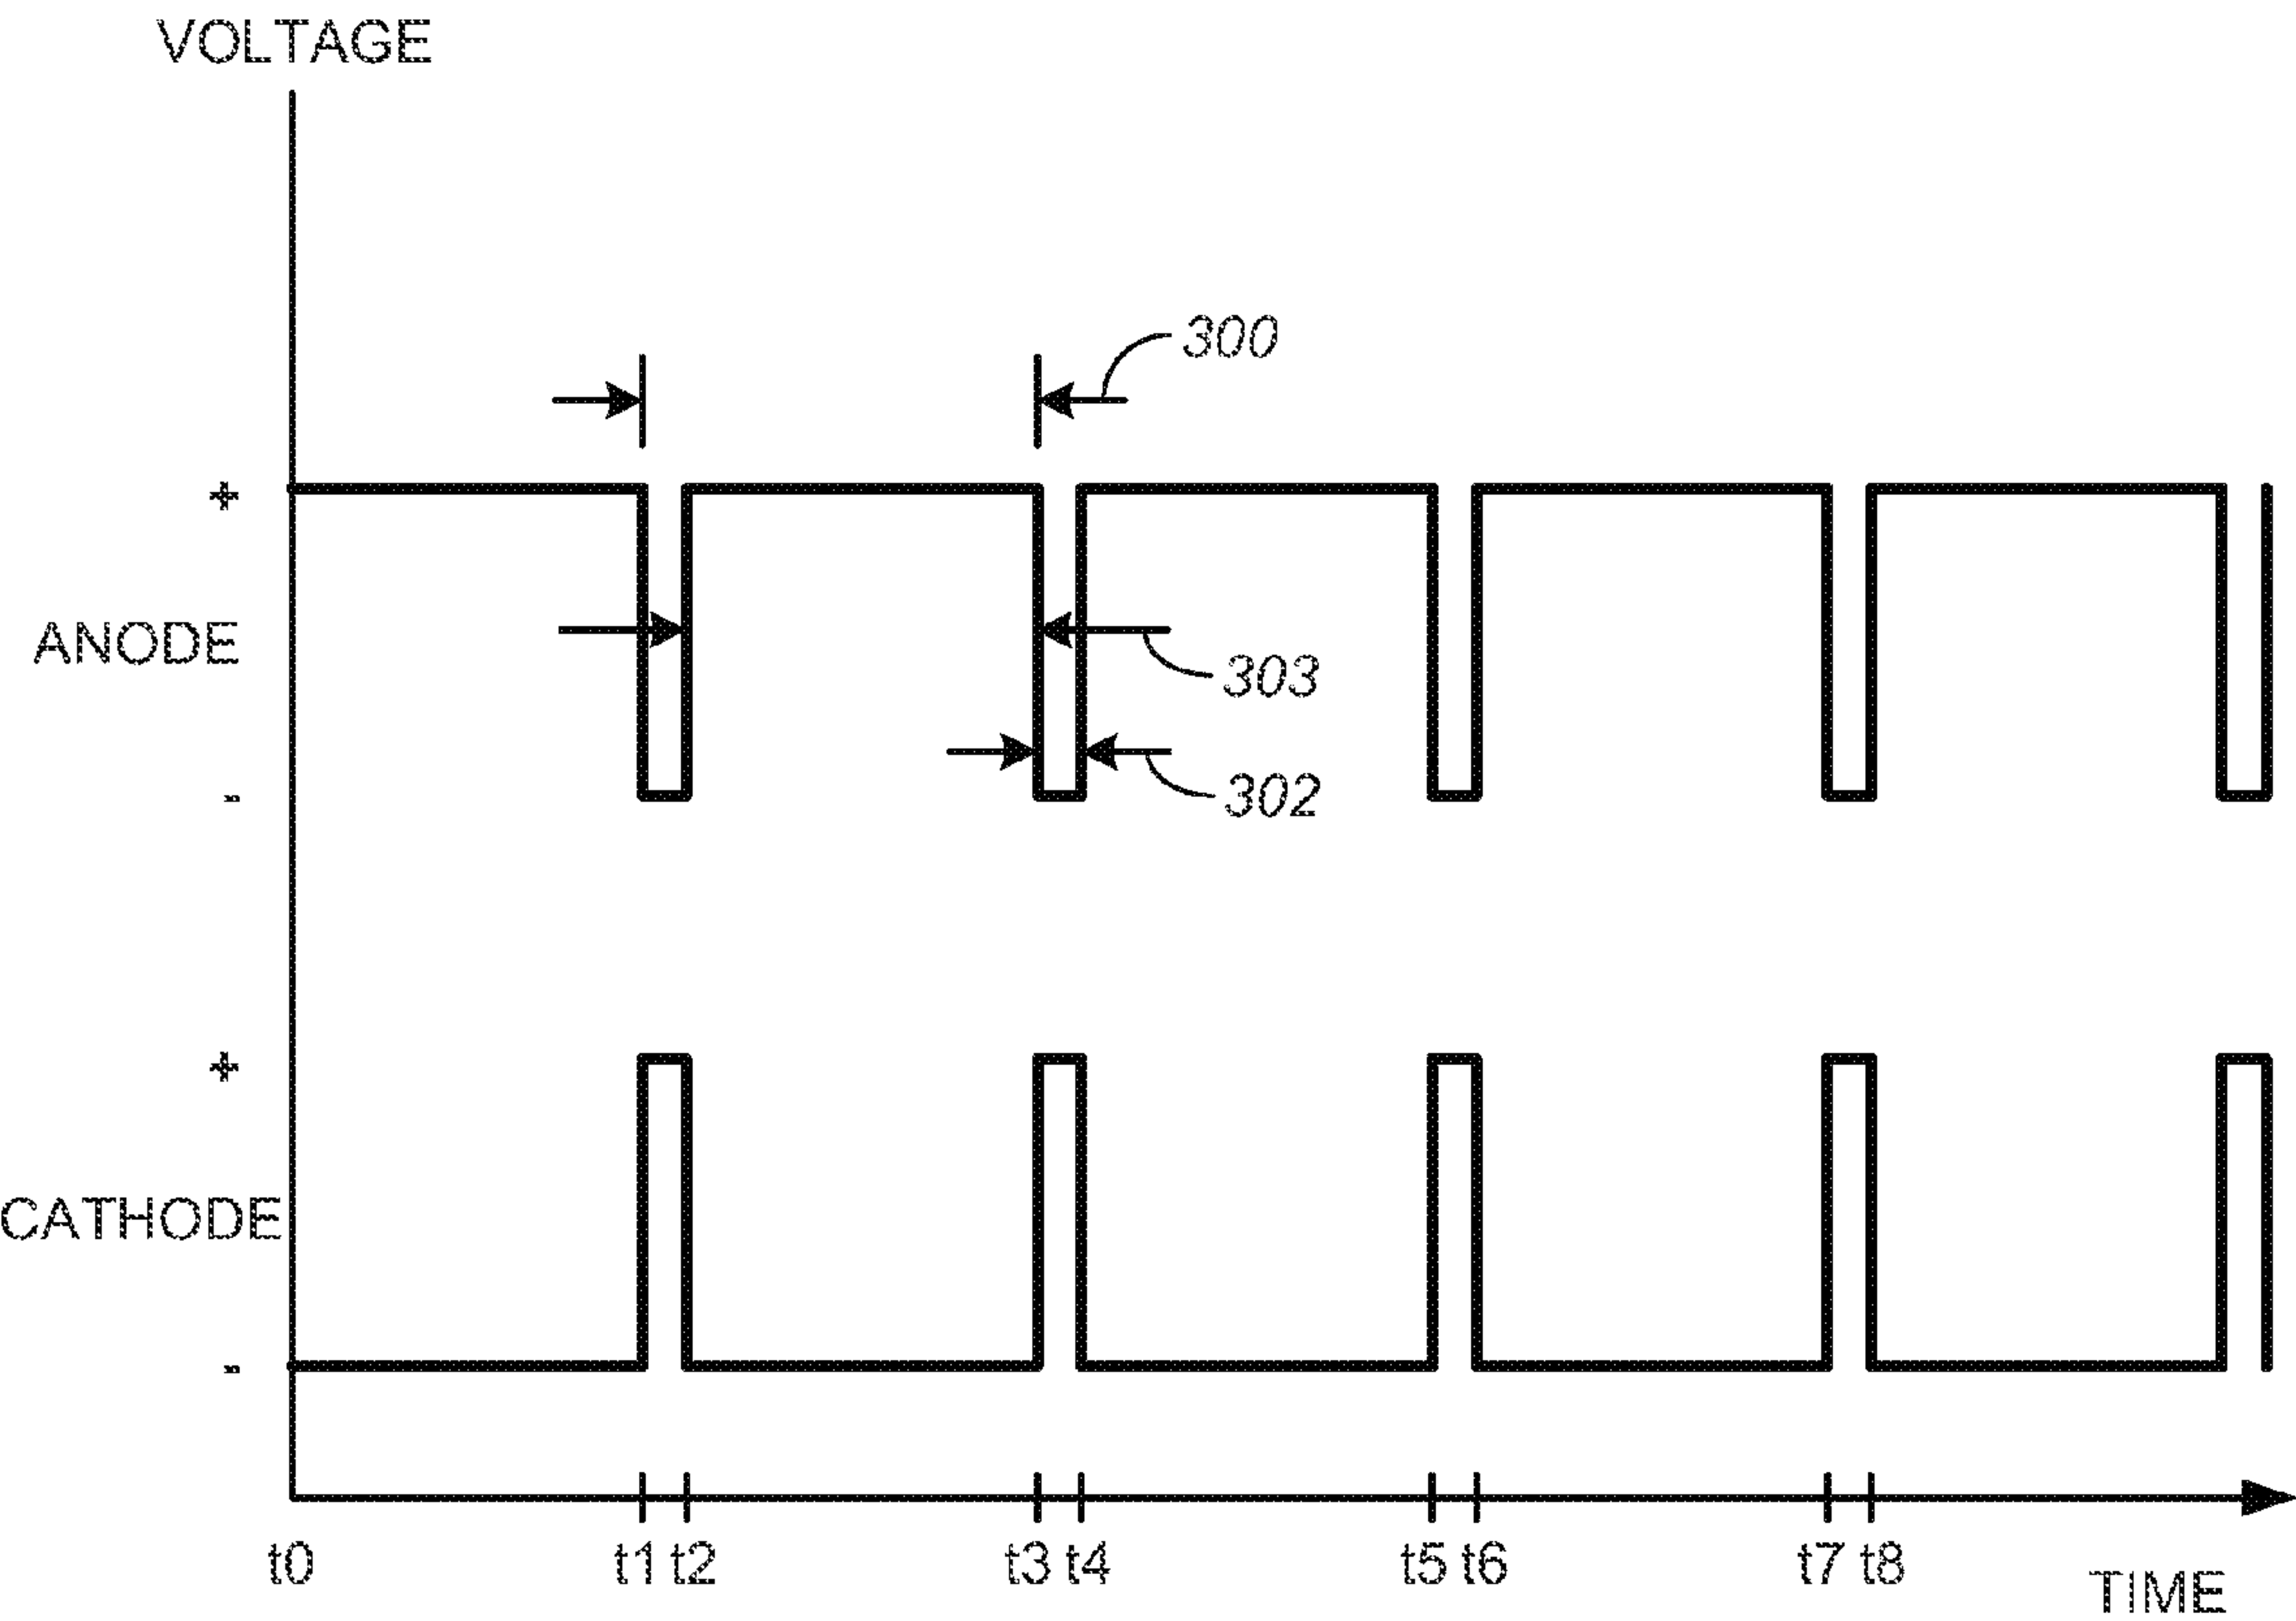 VOLTAGE
300
+
ANODE
303
-
302
+
CATHODE
-
t0 t1 t2 t3 t4 t5 t6 t7 t8
TIME